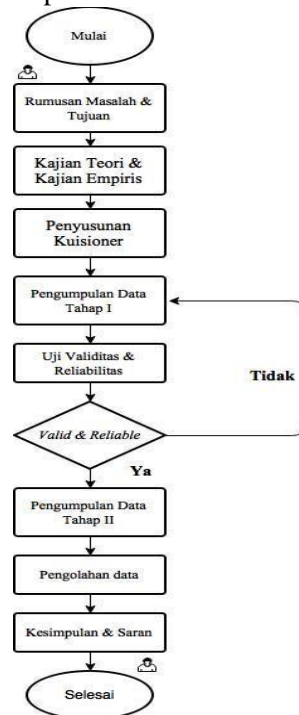 Mulai
Rumusan Masalah &
Tujuan
Kajian Teori &
Kajian Empiris
Penyusunan
Kuisioner
Pengumpulan Data
Tahap I
Uji Validitas &
Reliabilitas
Tidak
Valid & Reliable
Ya
Pengumpulan Data
Tahap II
Pengolahan data
Kesimpulan & Saran
Selesai